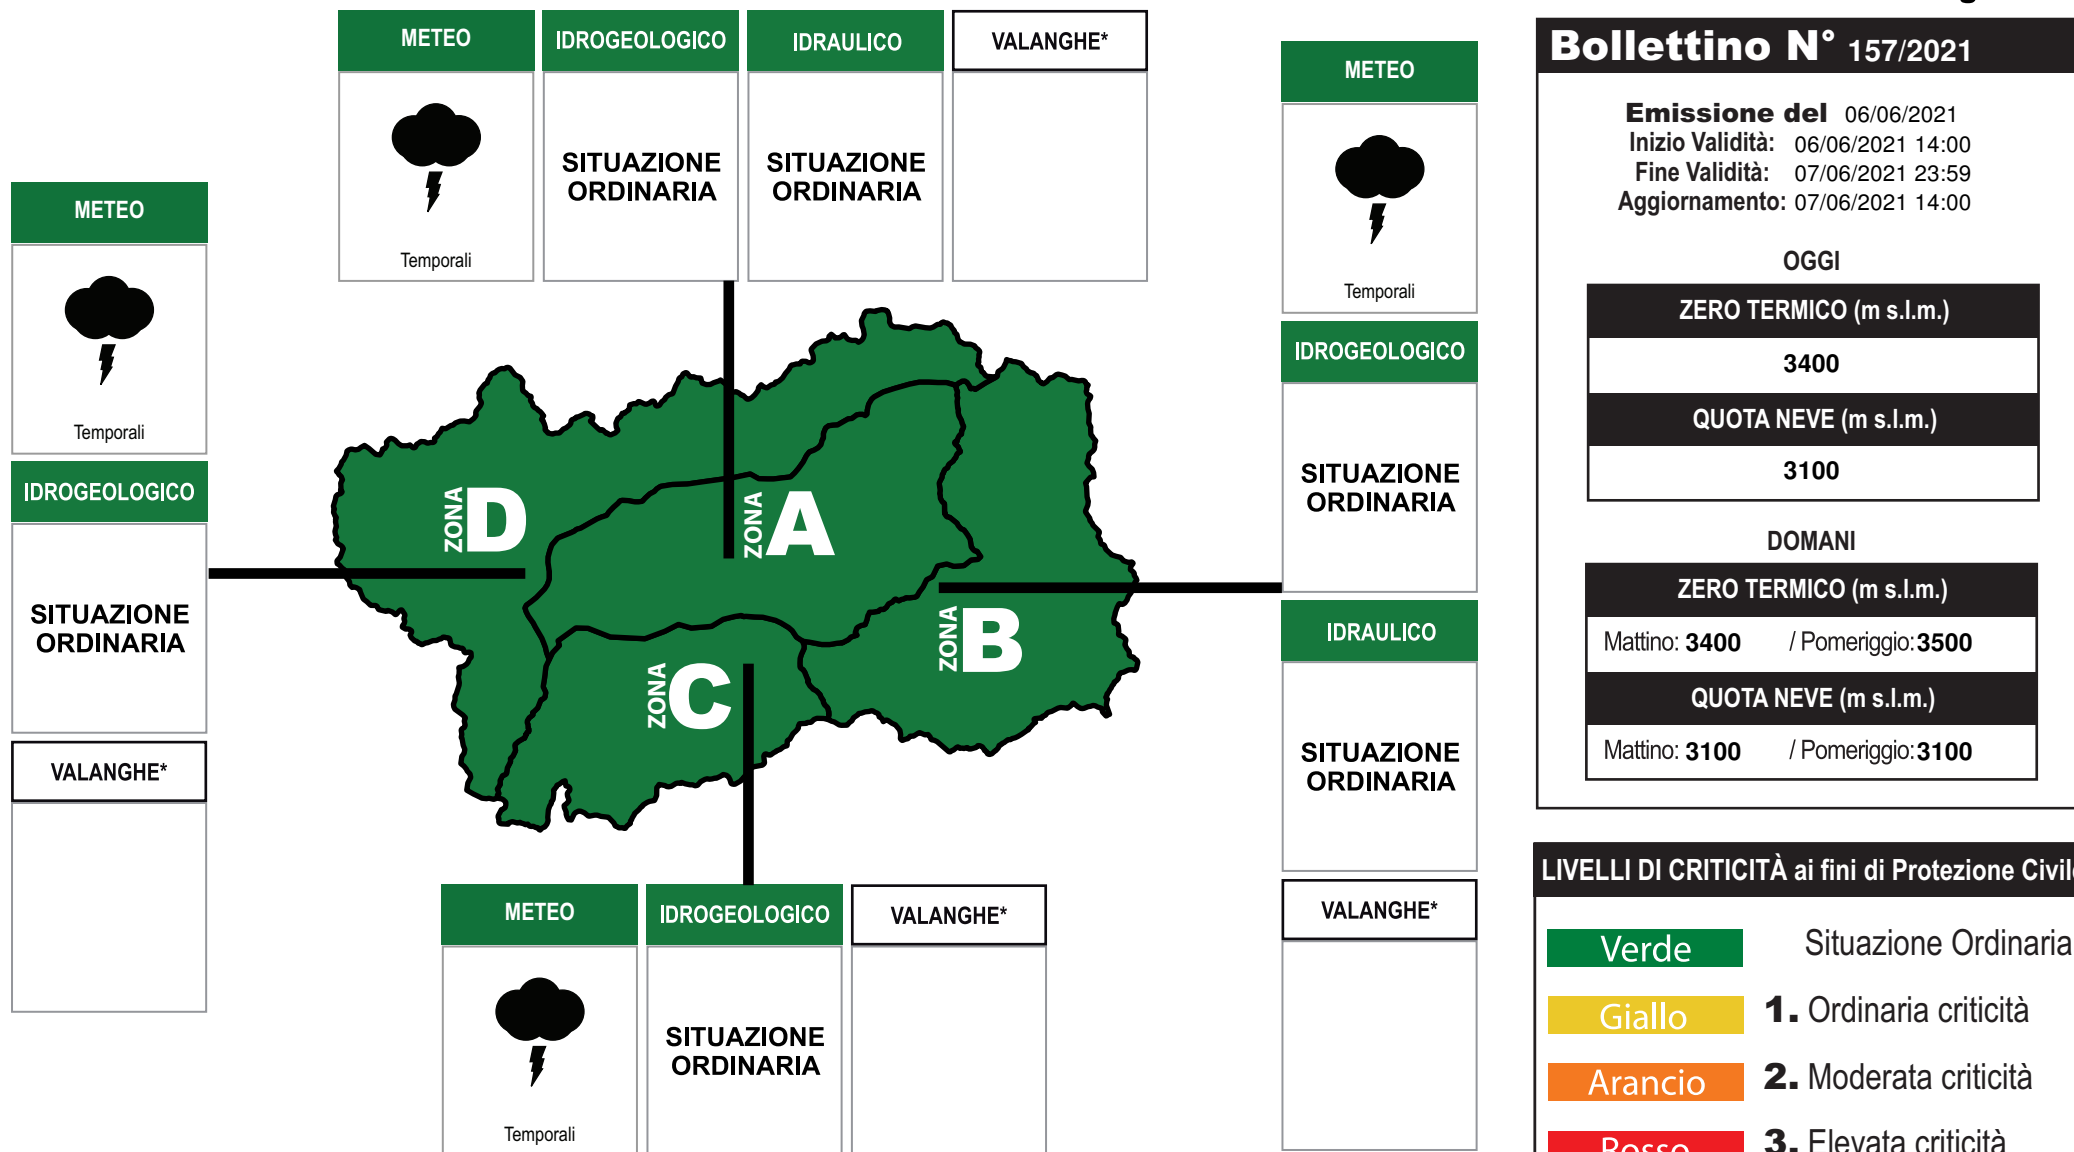 METEO
IDROGEOLOGICO
IDRAULICO
VALANGHE*
Temporali
SITUAZIONE
ORDINARIA
SITUAZIONE
ORDINARIA
METEO
Temporali
IDROGEOLOGICO
SITUAZIONE
ORDINARIA
VALANGHE*
ZONA D
ZONA A
ZONA B
ZONA C
METEO
Temporali
IDROGEOLOGICO
SITUAZIONE
ORDINARIA
IDRAULICO
SITUAZIONE
ORDINARIA
VALANGHE*
METEO
IDROGEOLOGICO
VALANGHE*
Temporali
SITUAZIONE
ORDINARIA
Bollettino N° 157/2021
Emissione del 06/06/2021
Inizio Validità: 06/06/2021 14:00
Fine Validità: 07/06/2021 23:59
Aggiornamento: 07/06/2021 14:00
OGGI
ZERO TERMICO (m s.l.m.)
3400
QUOTA NEVE (m s.l.m.)
3100
DOMANI
ZERO TERMICO (m s.l.m.)
Mattino: 3400 / Pomeriggio: 3500
QUOTA NEVE (m s.l.m.)
Mattino: 3100 / Pomeriggio: 3100
LIVELLI DI CRITICITÀ ai fini di Protezione Civile
Verde Situazione Ordinaria
Giallo 1. Ordinaria criticità
Arancio 2. Moderata criticità
Rosso 3. Elevata criticità